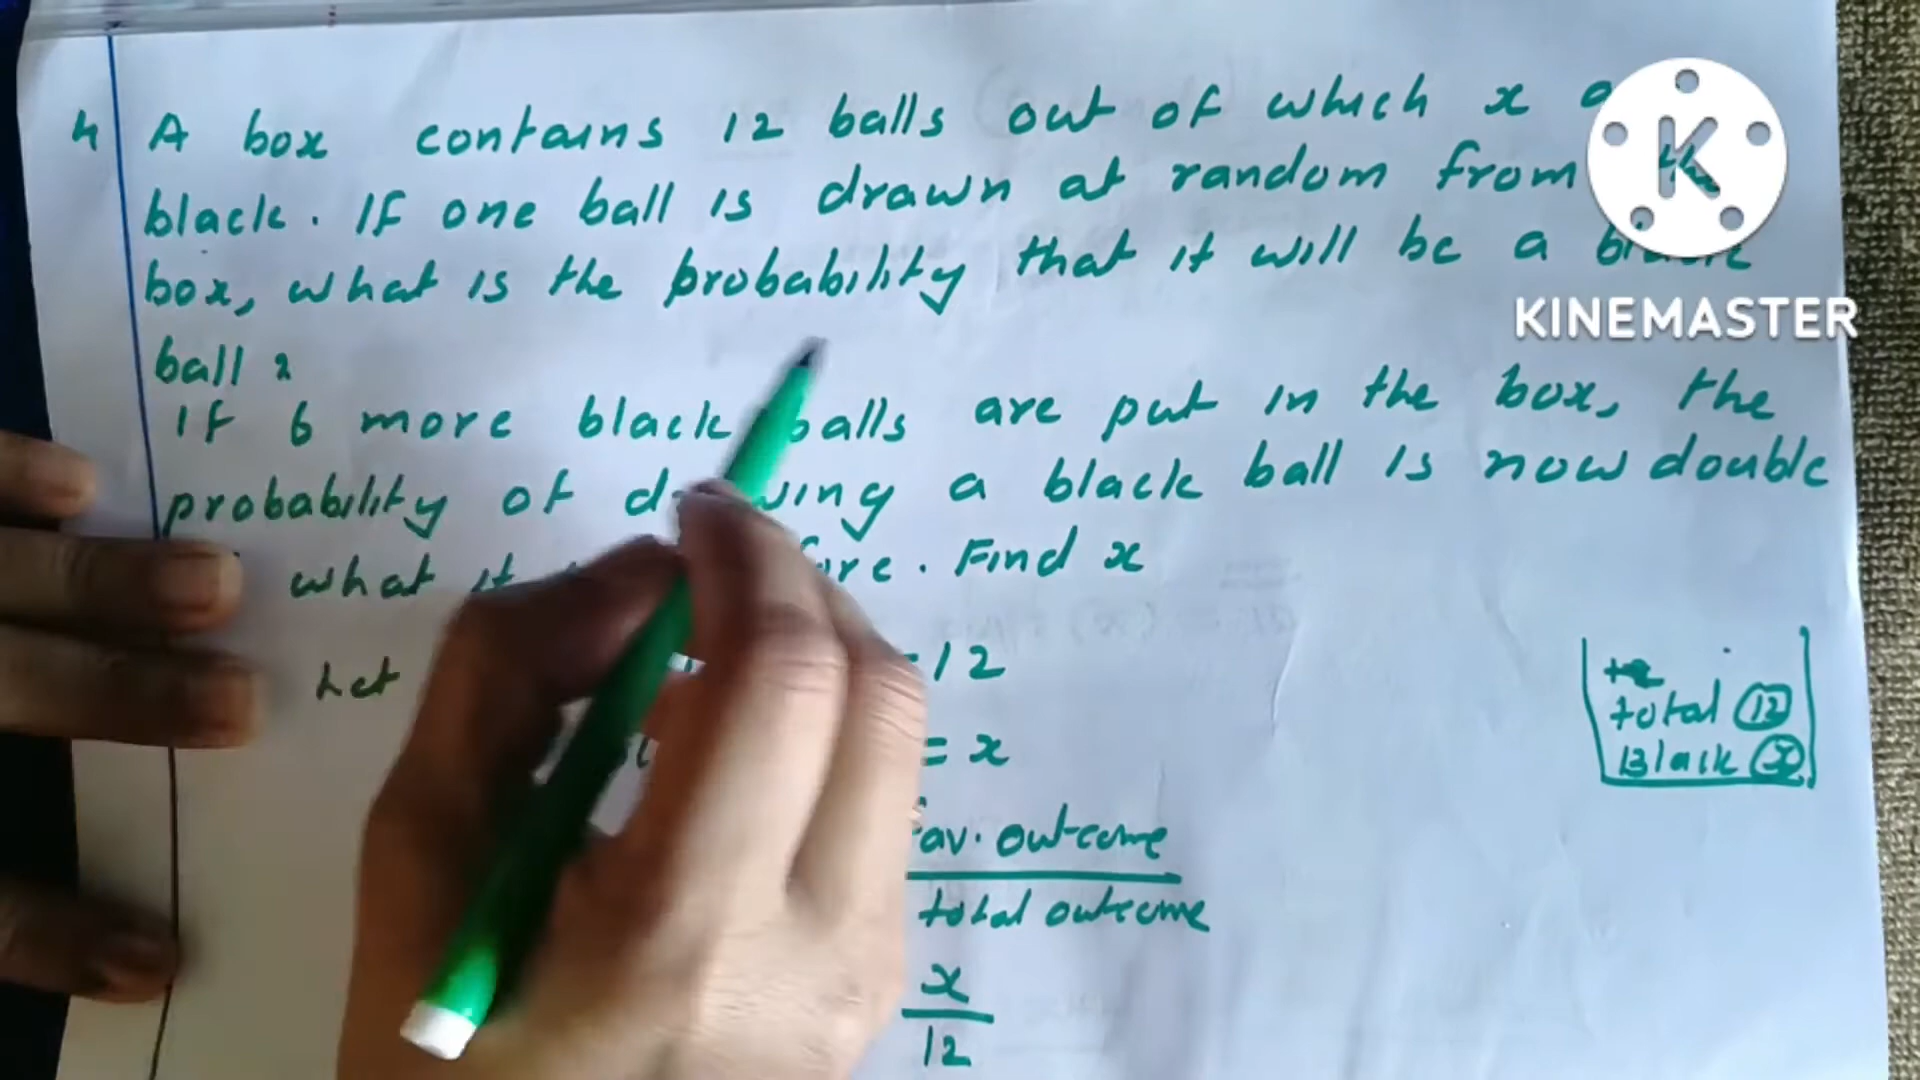 4 A box contains 12 balls out of which x
black. If one ball is drawn at random from the
box, what is the probability that it will be a black
ball ?
If 6 more black balls are put in the box, the
probability of drawing a black ball is now double
what it . Find x
Let =12
= x
fav. outcome
total outcome
x
12
total 12
Black x
K
KINEMASTER